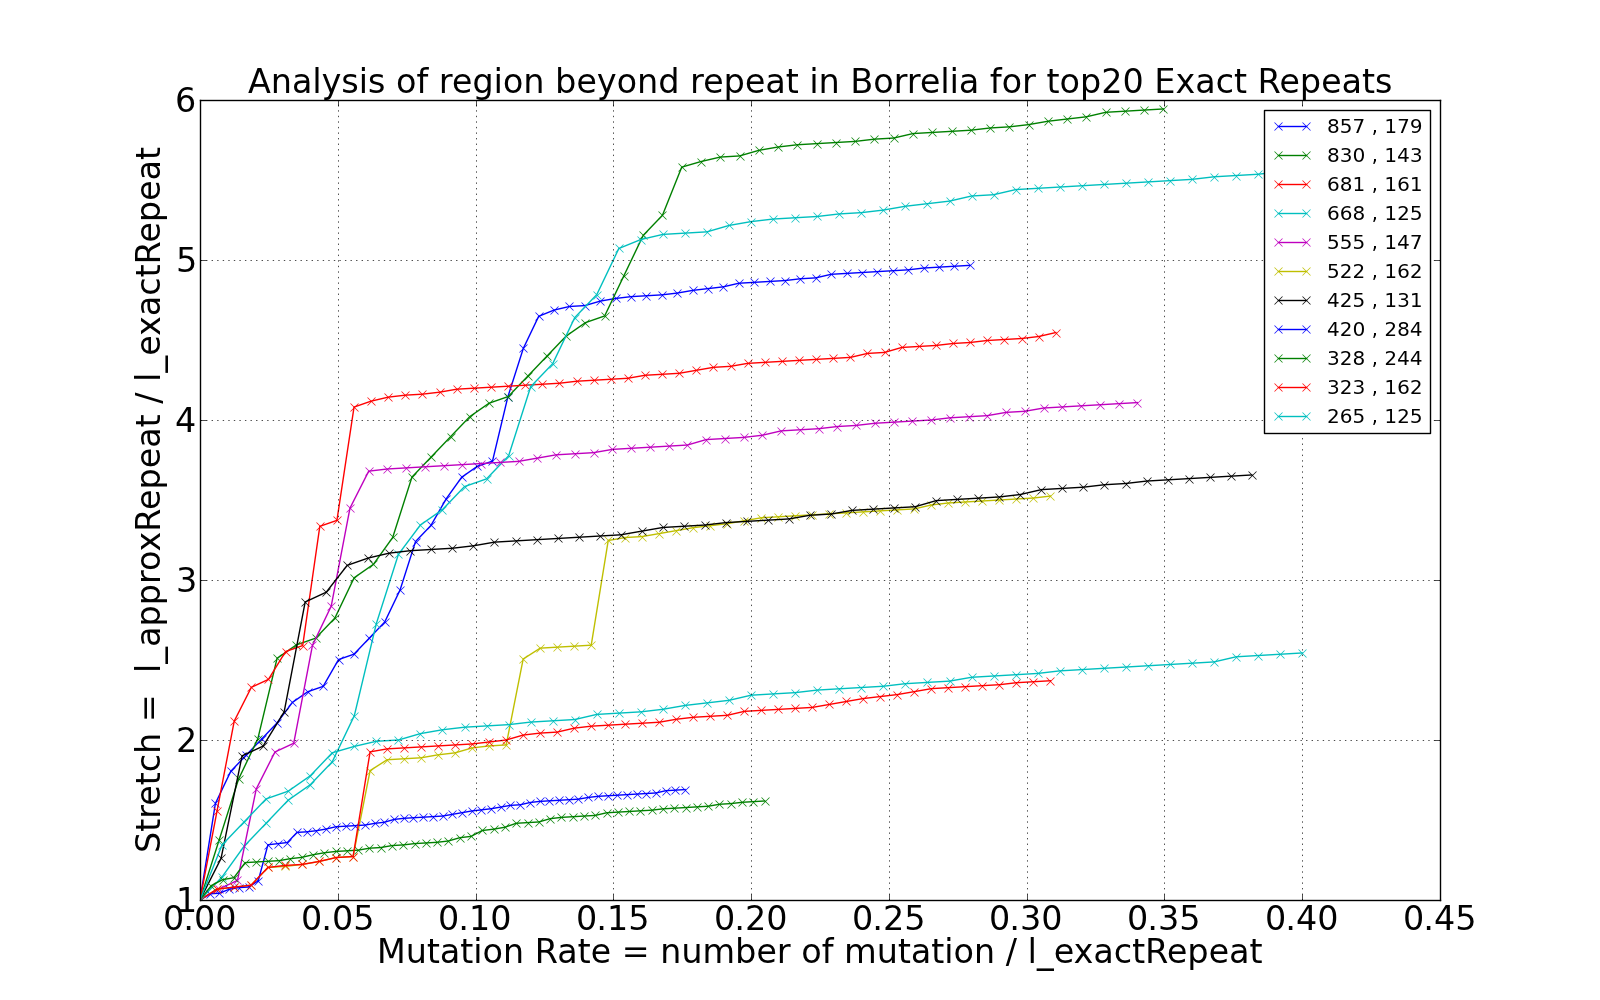 Analysis of region beyond repeat in Borrelia for top20 Exact Repeats
Stretch =  l_approxRepeat / l_exactRepeat
6
5
4
3
2
1
857 , 179
830 , 143
681 , 161
668 , 125
555 , 147
522 , 162
425 , 131
420 , 284
328 , 244
323 , 162
265 , 125
0.00 0.05 0.10 0.15 0.20 0.25 0.30 0.35 0.40 0.45
Mutation Rate = number of mutation / l_exactRepeat